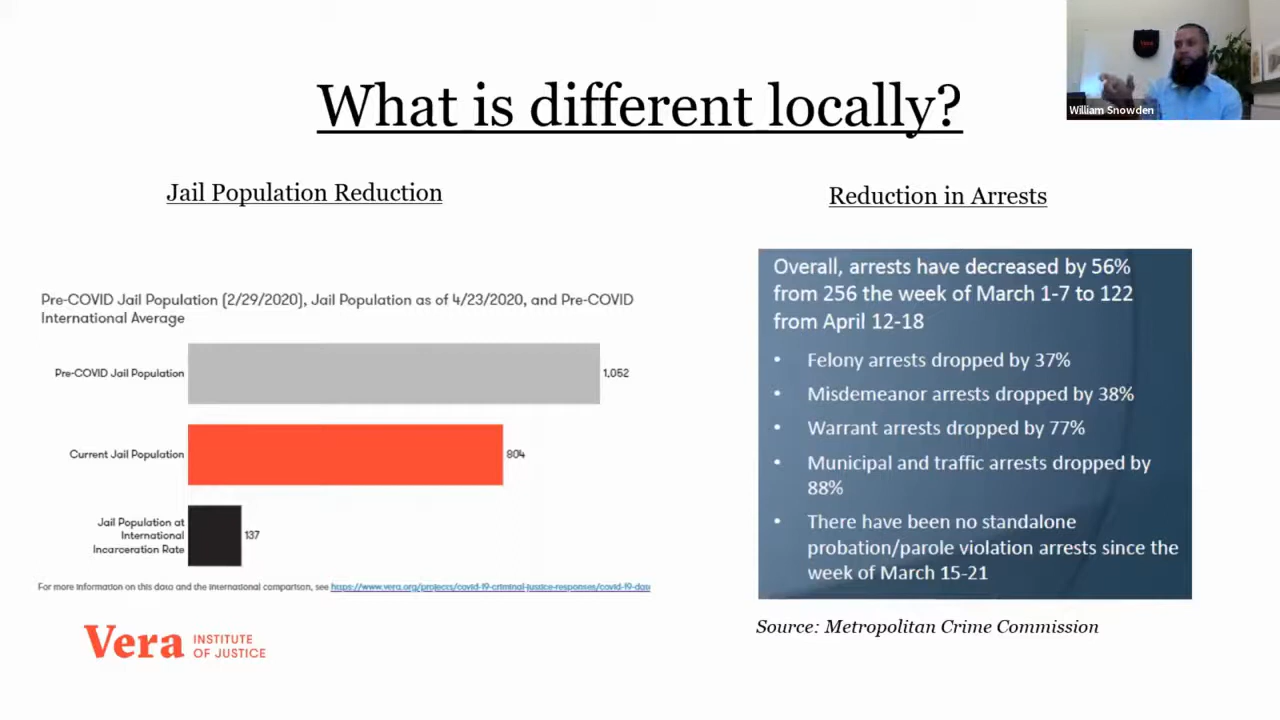 What is different locally?
William Snowden
Jail Population Reduction
Pre-COVID Jail Population (2/29/2020), Jail Population as of 4/23/2020, and Pre-COVID
International Average
Pre-COVID Jail Population
1,052
Current Jail Population
804
Jail Population at
International
Incarceration Rate
137
For more information on this data and the international comparison, see https://www.vera.org/projects/covid-19-criminal-justice-responses/covid-19-data
Vera INSTITUTE
OF JUSTICE
Reduction in Arrests
Overall, arrests have decreased by 56%
from 256 the week of March 1-7 to 122
from April 12-18
• Felony arrests dropped by 37%
• Misdemeanor arrests dropped by 38%
• Warrant arrests dropped by 77%
• Municipal and traffic arrests dropped by
88%
• There have been no standalone
probation/parole violation arrests since the
week of March 15-21
Source: Metropolitan Crime Commission